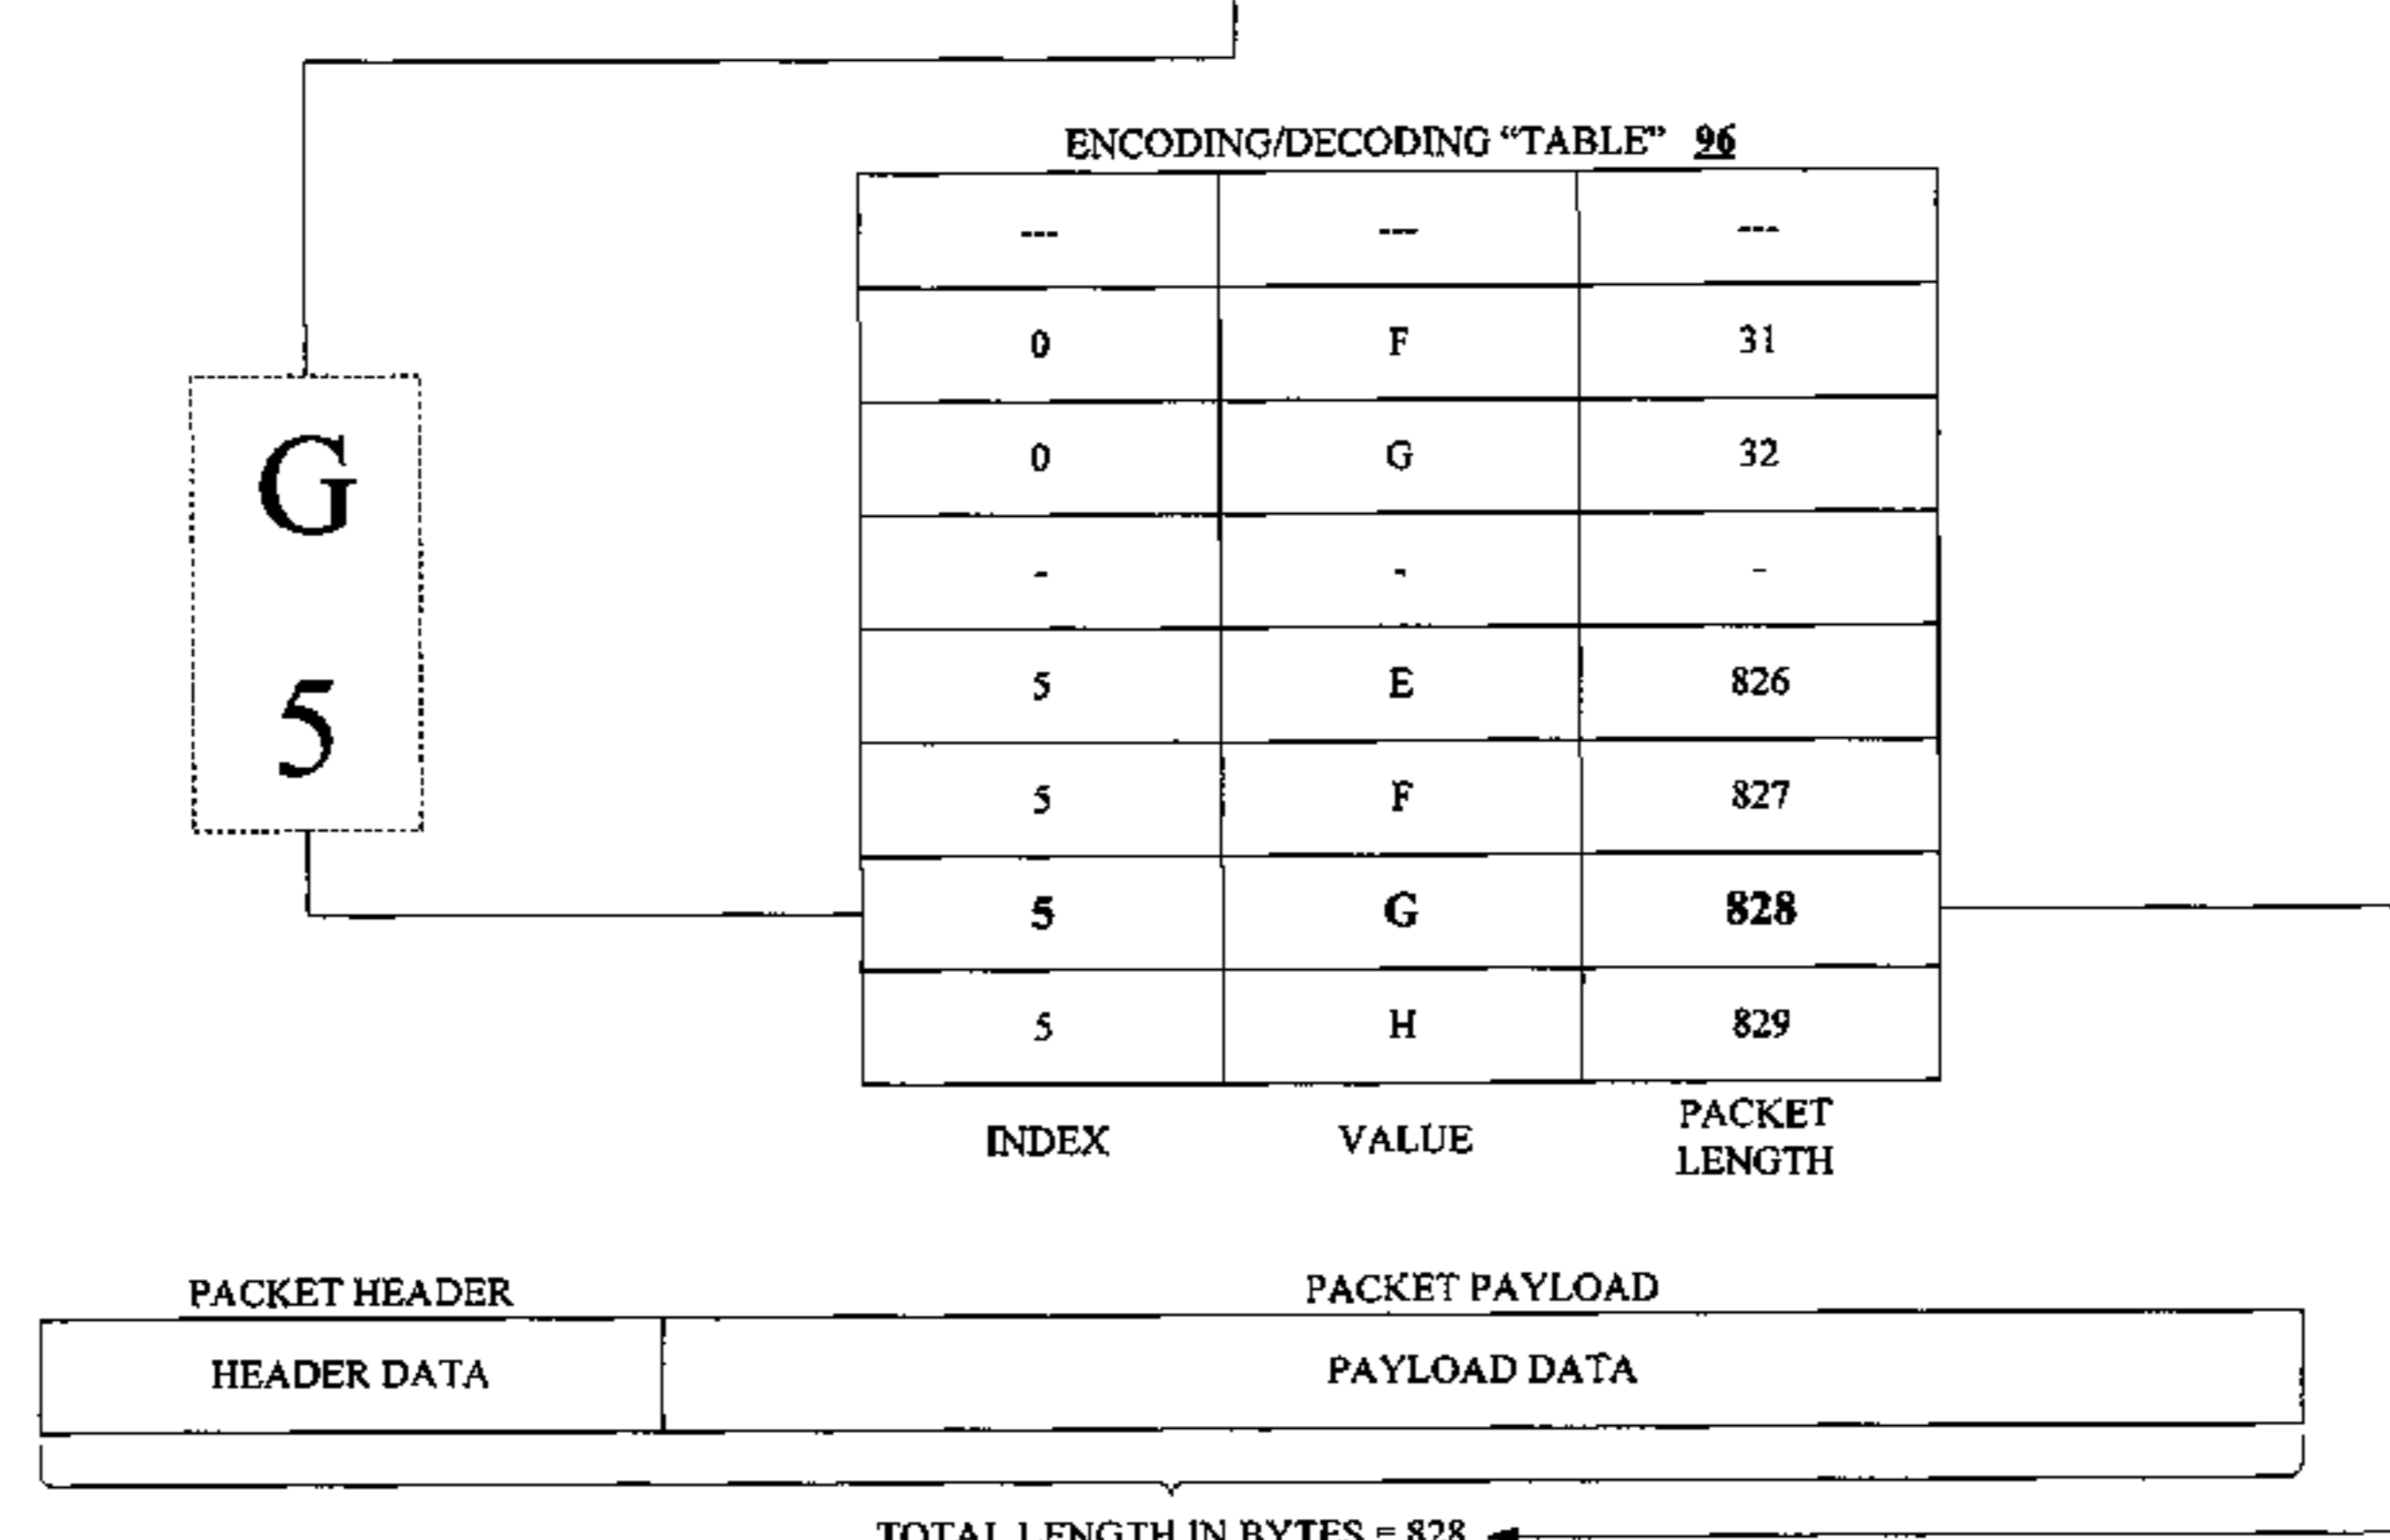 ENCODING/DECODING “TABLE” 96
--- --- ---
0 F 31
0 G 32
- - -
5 E 826
5 F 827
5 G 828
5 H 829
INDEX VALUE PACKET
LENGTH
G
5
PACKET HEADER PACKET PAYLOAD
HEADER DATA PAYLOAD DATA
TOTAL LENGTH IN BYTES = 828